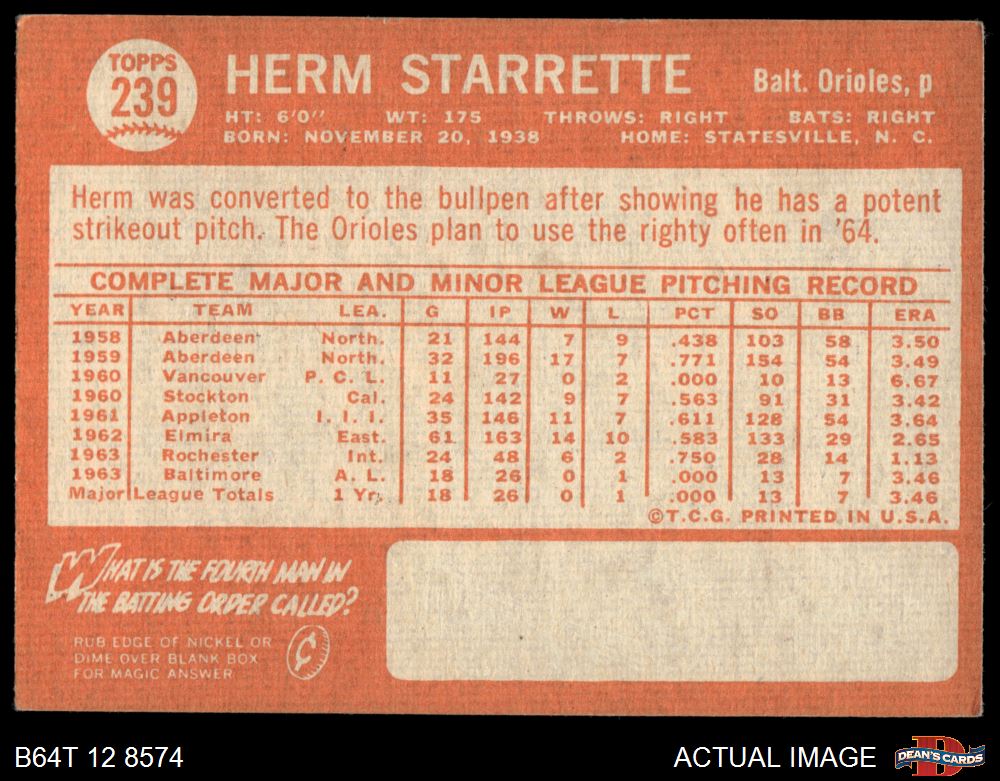 TOPPS
239
HERM STARRETTE Balt. Orioles, p
HT: 6'0" WT: 175 THROWS: RIGHT BATS: RIGHT
BORN: NOVEMBER 20, 1938 HOME: STATESVILLE, N. C.
Herm was converted to the bullpen after showing he has a potent
strikeout pitch. The Orioles plan to use the righty often in '64.
COMPLETE MAJOR AND MINOR LEAGUE PITCHING RECORD
YEAR TEAM LEA. G IP W L PCT SO BB ERA
1958 Aberdeen North. 21 144 7 9 .438 103 58 3.50
1959 Aberdeen North. 32 196 17 7 .771 154 54 3.49
1960 Vancouver P. C. L. 11 27 0 2 .000 10 13 6.67
1960 Stockton Cal. 24 142 9 7 .563 91 31 3.42
1961 Appleton I. I. I. 35 146 11 7 .611 128 54 3.64
1962 Elmira East. 61 163 14 10 .583 133 29 2.65
1963 Rochester Int. 24 48 6 2 .750 28 14 1.13
1963 Baltimore A. L. 18 26 0 1 .000 13 7 3.46
Major League Totals 1 Yr. 18 26 0 1 .000 13 7 3.46
©T.C.G. PRINTED IN U.S.A.
WHAT IS THE FOURTH MAN IN
THE BATTING ORDER CALLED?
RUB EDGE OF NICKEL OR
DIME OVER BLANK BOX
FOR MAGIC ANSWER
¢
B64T 12 8574 ACTUAL IMAGE
D
DEAN'S CARDS